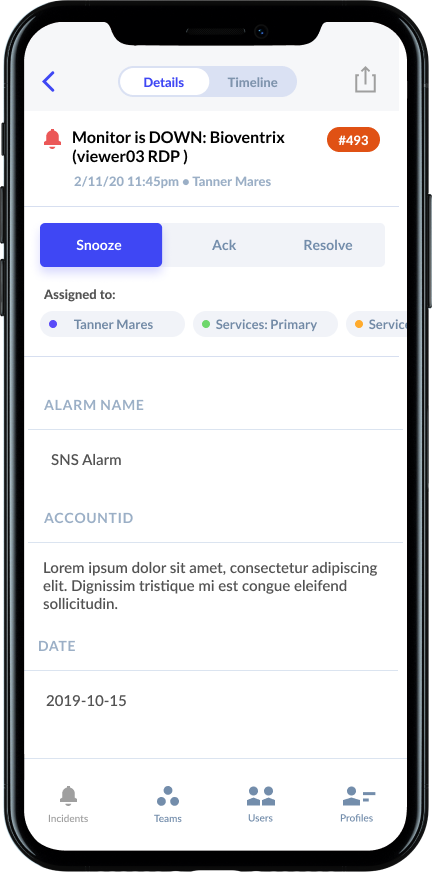 Details Timeline
Monitor is DOWN: Bioventrix
(viewer03 RDP )
#493
2/11/20 11:45pm • Tanner Mares
Snooze Ack Resolve
Assigned to:
Tanner Mares Services: Primary Service
ALARM NAME
SNS Alarm
ACCOUNTID
Lorem ipsum dolor sit amet, consectetur adipiscing
elit. Dignissim tristique mi est congue eleifend
sollicitudin.
DATE
2019-10-15
Incidents Teams Users Profiles